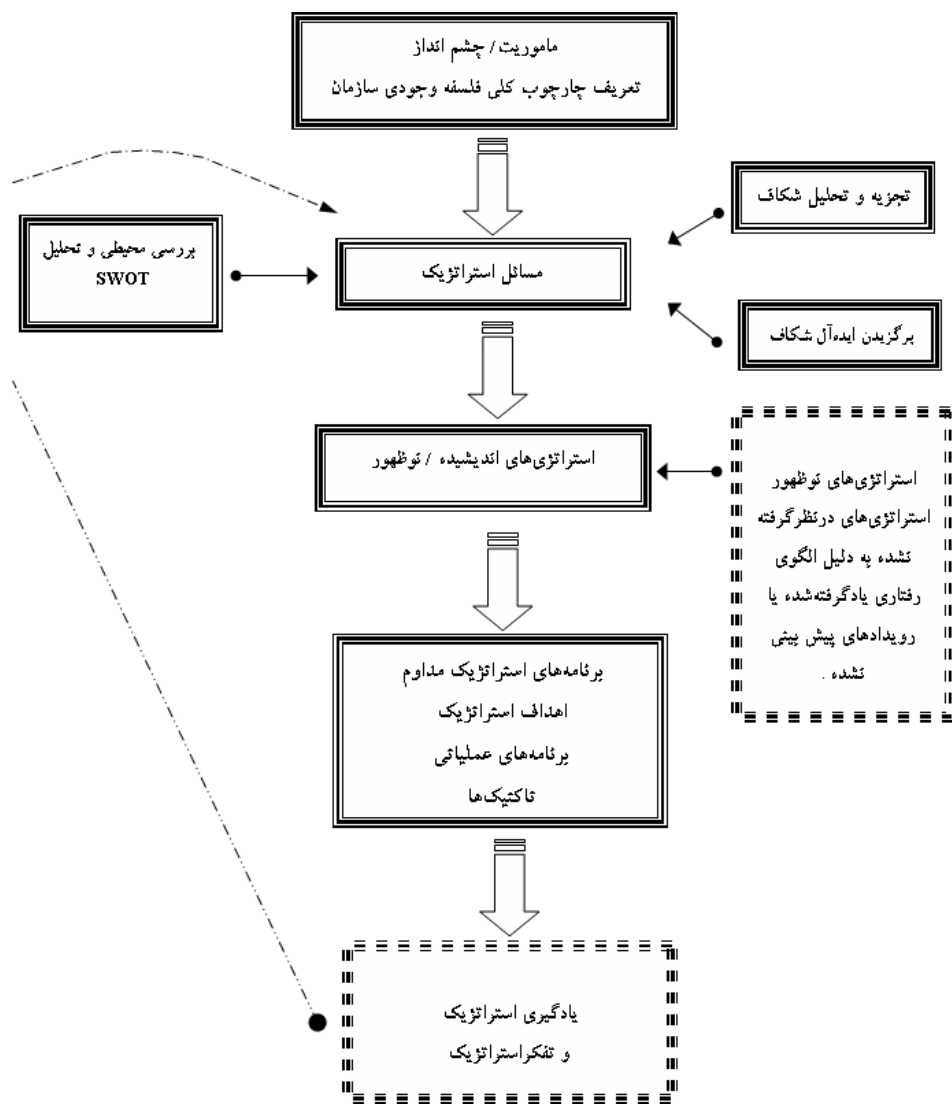 ماموریت / چشم انداز
تعریف چارچوب کلی فلسفه وجودی سازمان
تجزیه و تحلیل شکاف
بررسی محیطی و تحلیل
SWOT
مسائل استراتژیک
برگزیدن ایده‌آل شکاف
استراتژی‌های اندیشیده / نوظهور
استراتژی‌های نوظهور
استراتژی‌های درنظرگرفته
نشده به دلیل الگوی
رفتاری یادگرفته‌شده یا
رویدادهای پیش بینی
نشده .
برنامه‌های استراتژیک مداوم
اهداف استراتژیک
برنامه‌های عملیاتی
تاکتیک‌ها
یادگیری استراتژیک
و تفکراستراتژیک